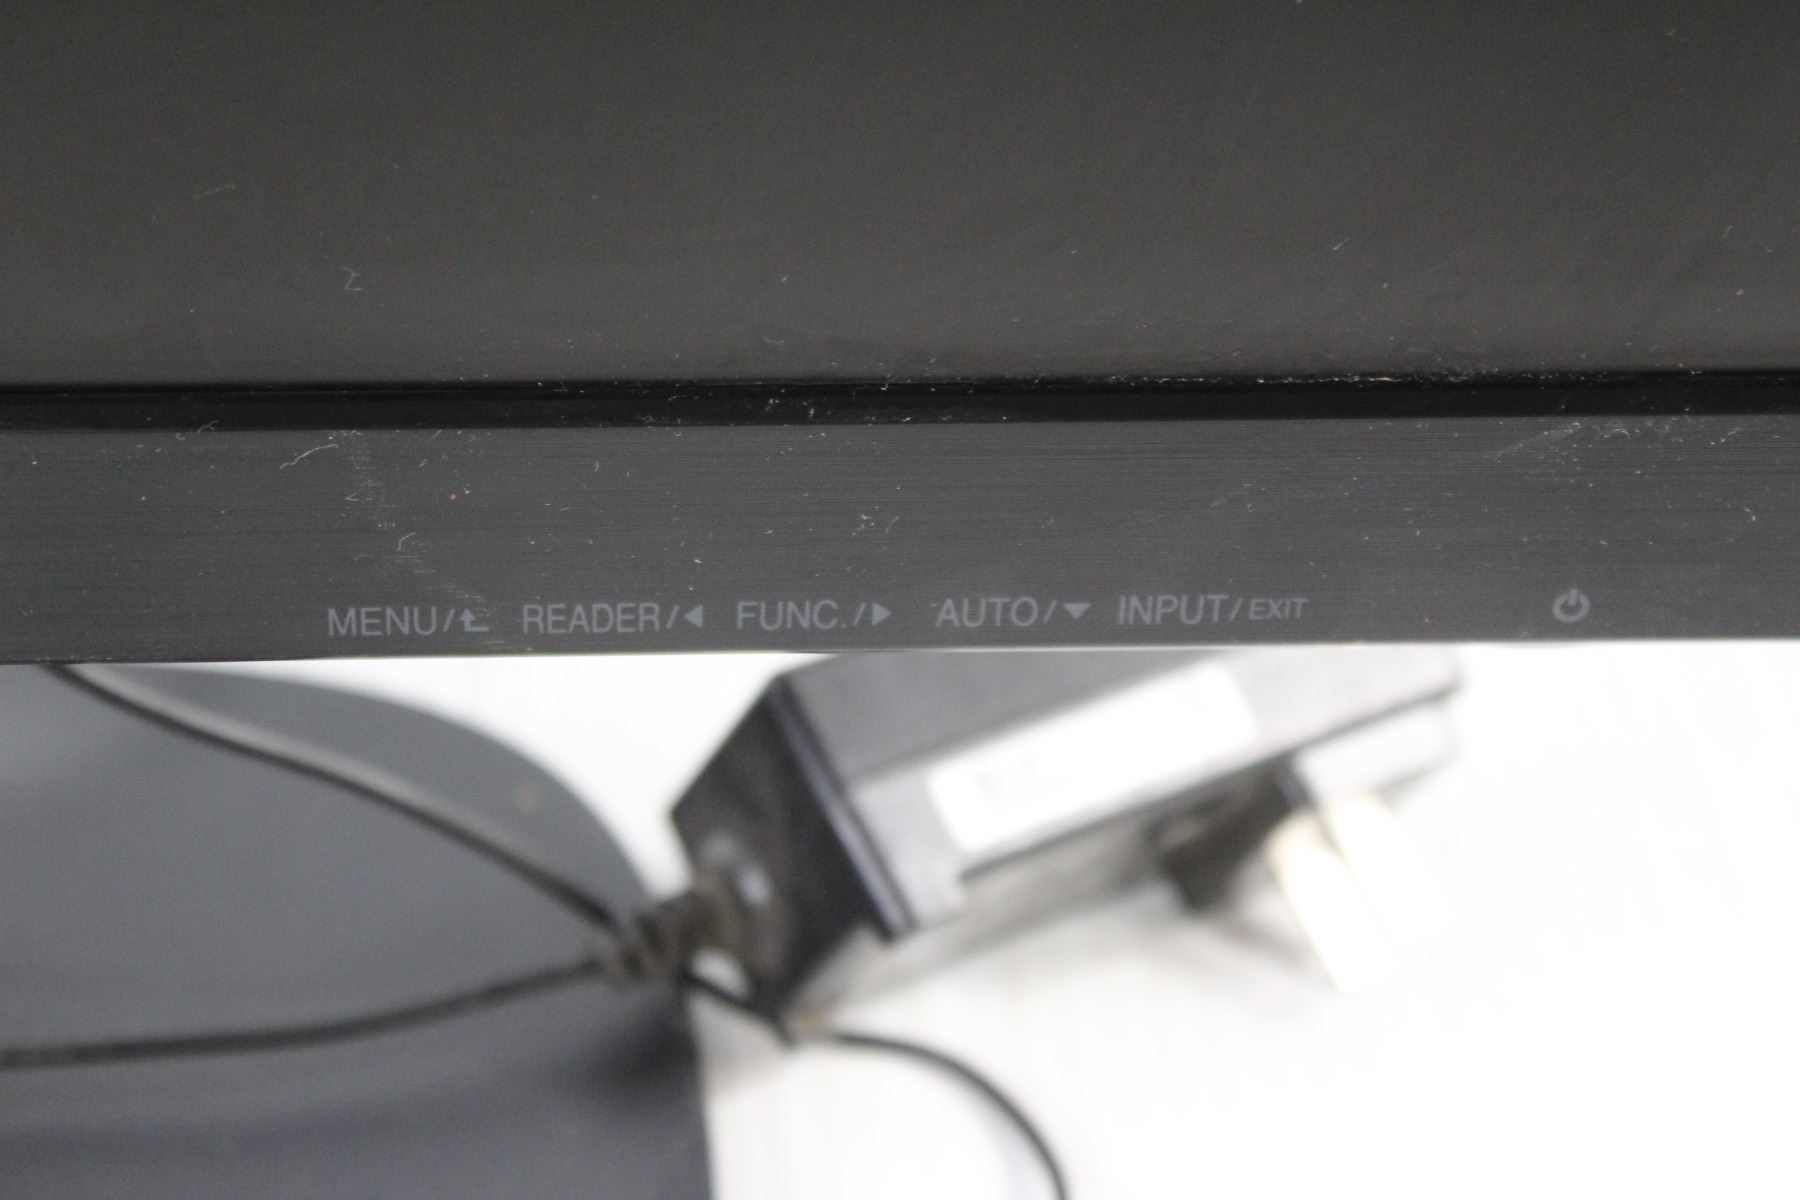 MENU/⮤ READER/◀ FUNC./▶ AUTO/▼ INPUT/EXIT ⏻